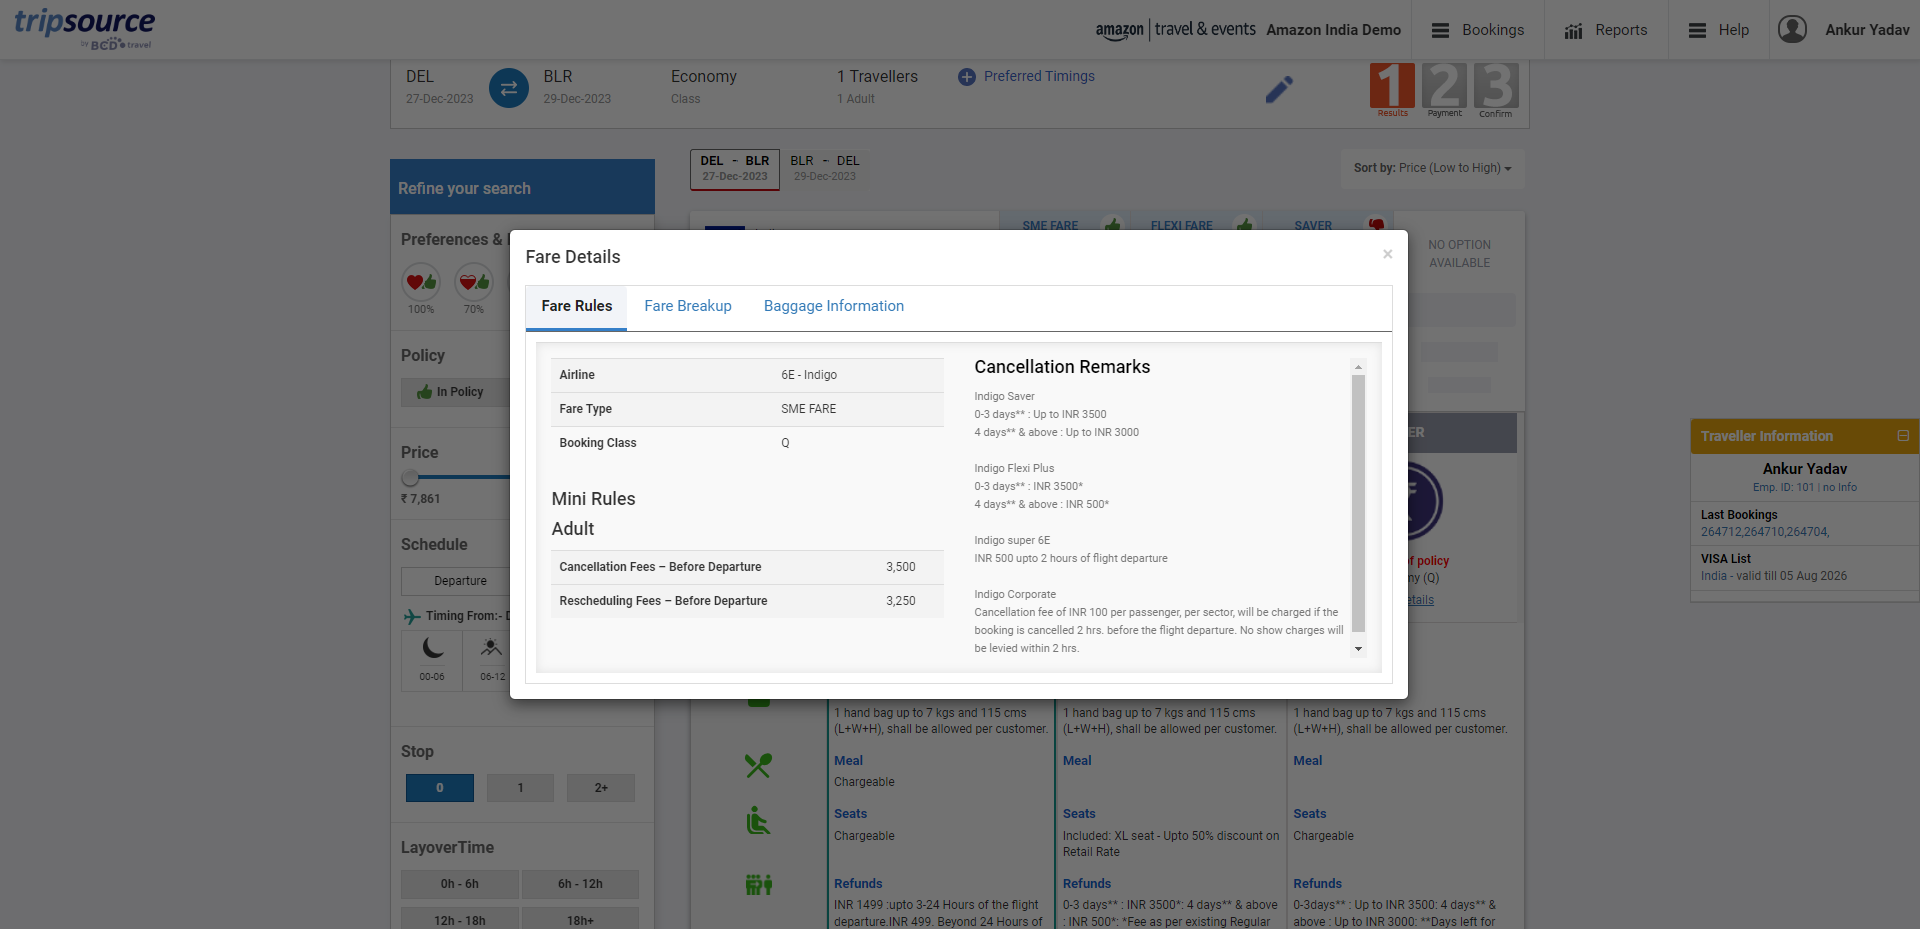 tripsource
by BCD travel
amazon | travel & events
Amazon India Demo
Bookings
Reports
Help
Ankur Yadav
DEL
27-Dec-2023
BLR
29-Dec-2023
Economy
Class
1 Travellers
1 Adult
Preferred Timings
1
Results
2
Payment
3
Confirm
Refine your search
DEL - BLR
27-Dec-2023
BLR - DEL
29-Dec-2023
Sort by: Price (Low to High)
Preferences &
100%
70%
Policy
In Policy
Price
₹ 7,861
Schedule
Departure
Timing From:-
00-06
06-12
Stop
0
1
2+
LayoverTime
0h - 6h
6h - 12h
12h - 18h
18h+
SME FARE
FLEXI FARE
SAVER
NO OPTION
AVAILABLE
Fare Details
×
Fare Rules
Fare Breakup
Baggage Information
Airline 6E - Indigo
Fare Type SME FARE
Booking Class Q
Mini Rules
Adult
Cancellation Fees – Before Departure 3,500
Rescheduling Fees – Before Departure 3,250
Cancellation Remarks
Indigo Saver
0-3 days** : Up to INR 3500
4 days** & above : Up to INR 3000
Indigo Flexi Plus
0-3 days** : INR 3500*
4 days** & above : INR 500*
Indigo super 6E
INR 500 upto 2 hours of flight departure
Indigo Corporate
Cancellation fee of INR 100 per passenger, per sector, will be charged if the
booking is cancelled 2 hrs. before the flight departure. No show charges will
be levied within 2 hrs.
ER
f policy
ny (Q)
etails
Traveller Information
Ankur Yadav
Emp. ID: 101 | no Info
Last Bookings
264712,264710,264704,
VISA List
India - valid till 05 Aug 2026
1 hand bag up to 7 kgs and 115 cms
(L+W+H), shall be allowed per customer.
Meal
Chargeable
Seats
Chargeable
Refunds
INR 1499 :upto 3-24 Hours of the flight
departure.INR 499. Beyond 24 Hours of
1 hand bag up to 7 kgs and 115 cms
(L+W+H), shall be allowed per customer.
Meal
Seats
Included: XL seat - Upto 50% discount on
Retail Rate
Refunds
0-3 days** : INR 3500*: 4 days** & above
: INR 500*: *Fee as per existing Regular
1 hand bag up to 7 kgs and 115 cms
(L+W+H), shall be allowed per customer.
Meal
Seats
Chargeable
Refunds
0-3days** : Up to INR 3500: 4 days** &
above : Up to INR 3000: **Days left for